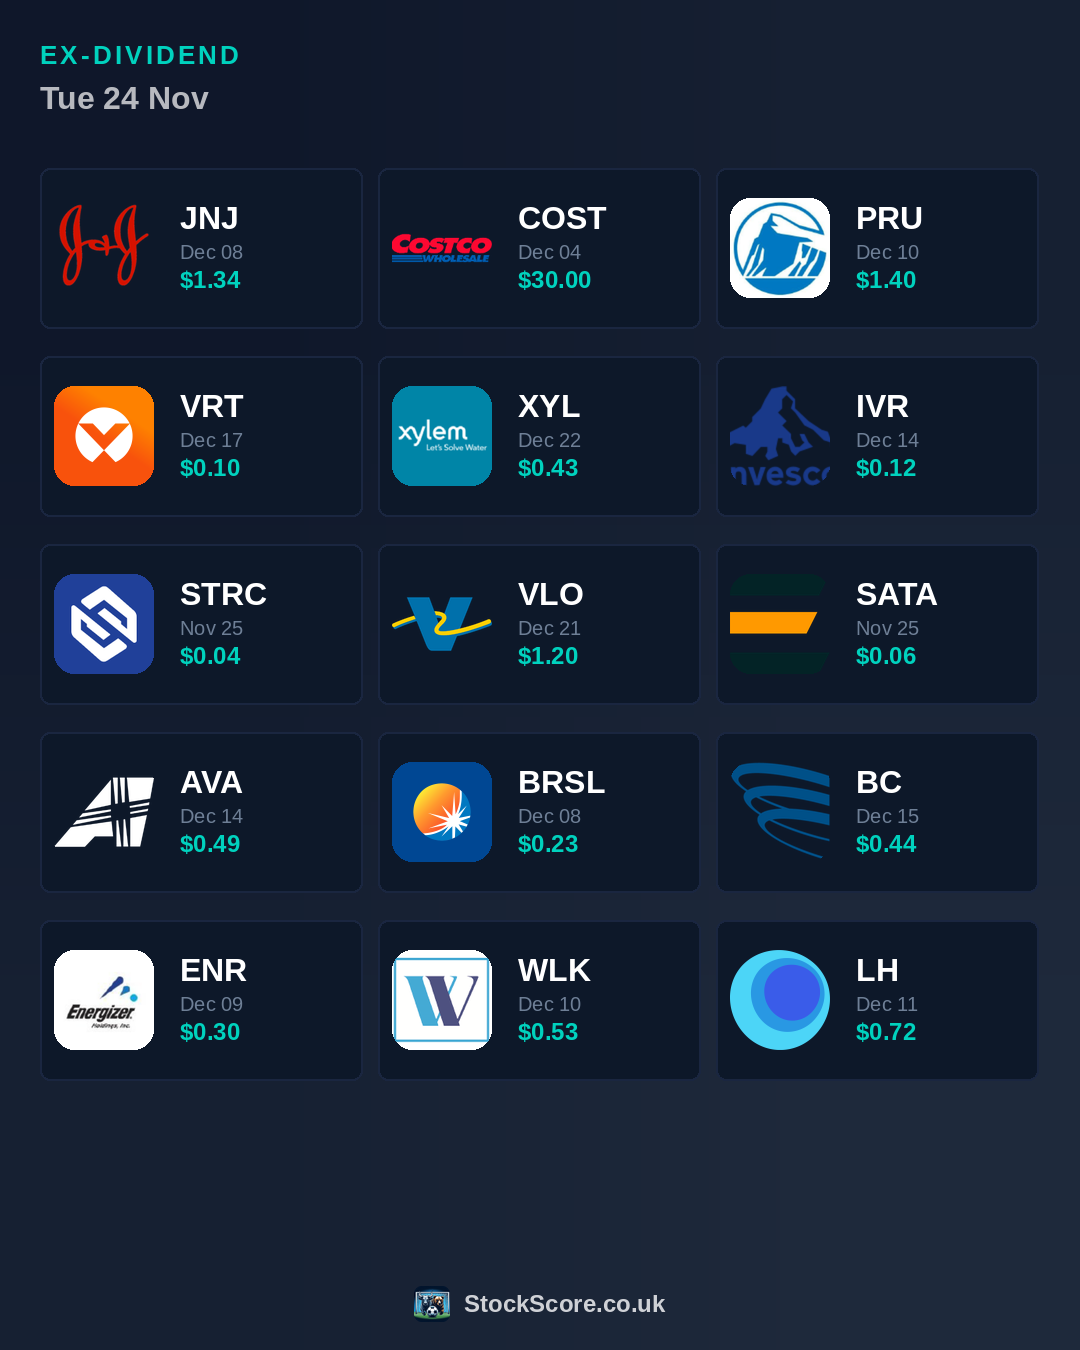 EX-DIVIDEND
Tue 24 Nov
JNJ
Dec 08
$1.34
COSTCO
WHOLESALE
COST
Dec 04
$30.00
PRU
Dec 10
$1.40
VRT
Dec 17
$0.10
xylem
Let's Solve Water
XYL
Dec 22
$0.43
nvesco
IVR
Dec 14
$0.12
STRC
Nov 25
$0.04
VLO
Dec 21
$1.20
SATA
Nov 25
$0.06
AVA
Dec 14
$0.49
BRSL
Dec 08
$0.23
BC
Dec 15
$0.44
Energizer
Holdings, Inc.
ENR
Dec 09
$0.30
W
WLK
Dec 10
$0.53
LH
Dec 11
$0.72
StockScore.co.uk